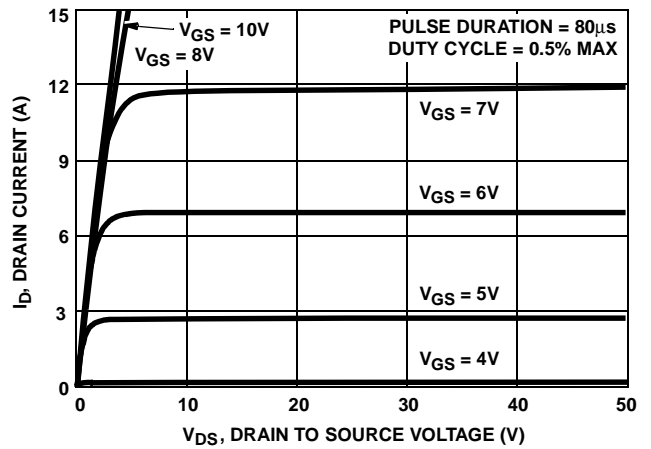 15
V_GS = 10V
V_GS = 8V
PULSE DURATION = 80μs
DUTY CYCLE = 0.5% MAX
12
V_GS = 7V
9
V_GS = 6V
6
V_GS = 5V
3
V_GS = 4V
0
0 10 20 30 40 50
I_D, DRAIN CURRENT (A)
V_DS, DRAIN TO SOURCE VOLTAGE (V)